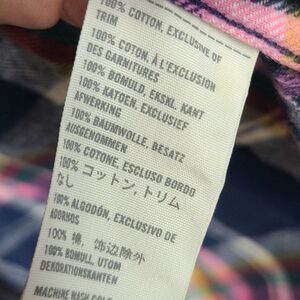 100% COTTON, EXCLUSIVE OF
TRIM
100% COTON, À L'EXCLUSION
DES GARNITURES
100% BOMULD, EKSKL. KANT
100% KATOEN, EXCLUSIEF
AFWERKING
100% BAUMWOLLE, BESATZ
AUSGENOMMEN
100% COTONE, ESCLUSO BORDO
100% コットン, トリム
なし
100% ALGODÓN, EXCLUSIVO DE
ADORNOS
100% 棉, 饰边除外
100% BOMULL, UTOM
DEKORATIONSKANTEN
MACHINE WASH COLD